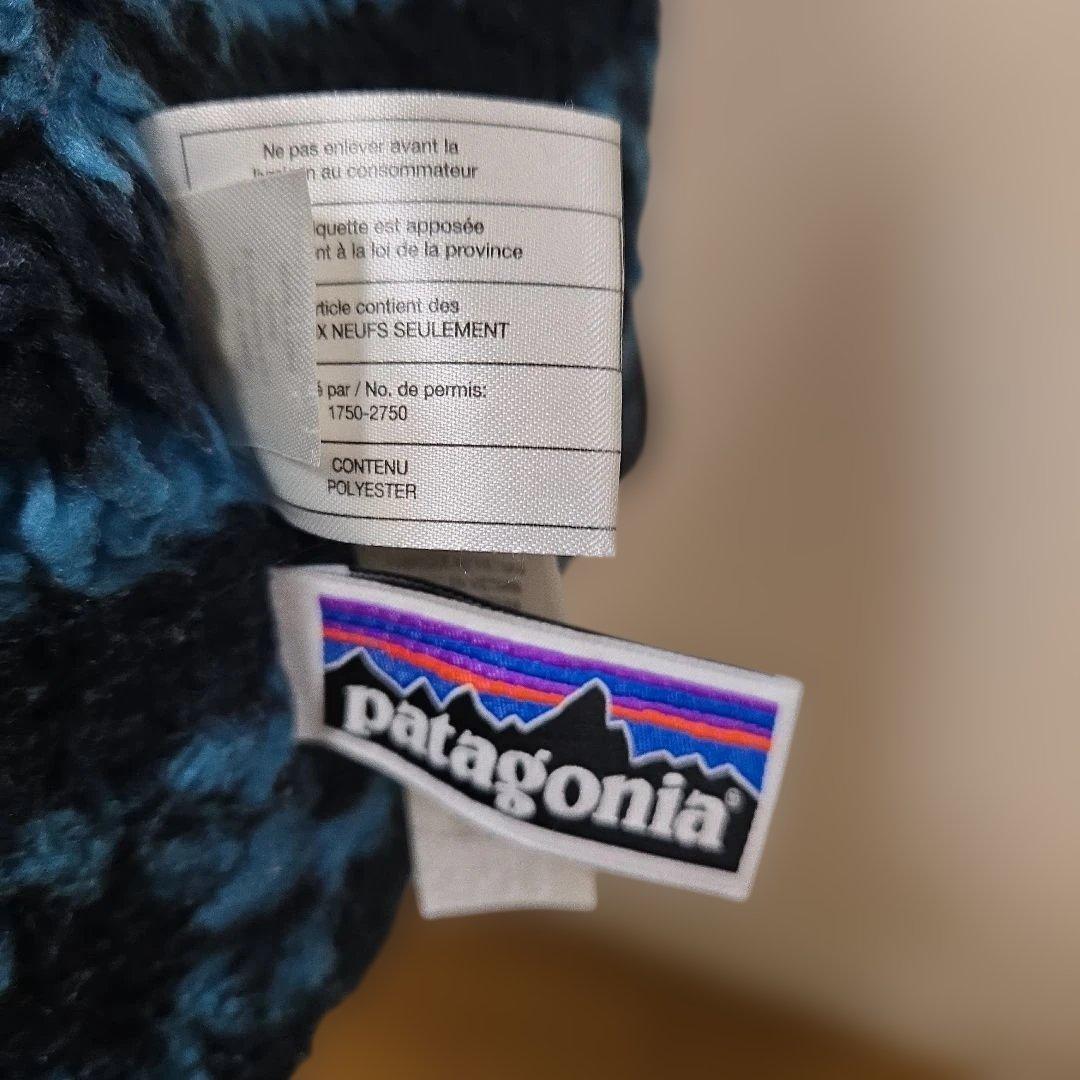 Ne pas enlever avant la
au consommateur
iquette est apposée
nt à la loi de la province
rticle contient des
X NEUFS SEULEMENT
é par / No. de permis:
1750-2750
CONTENU
POLYESTER
patagonia®